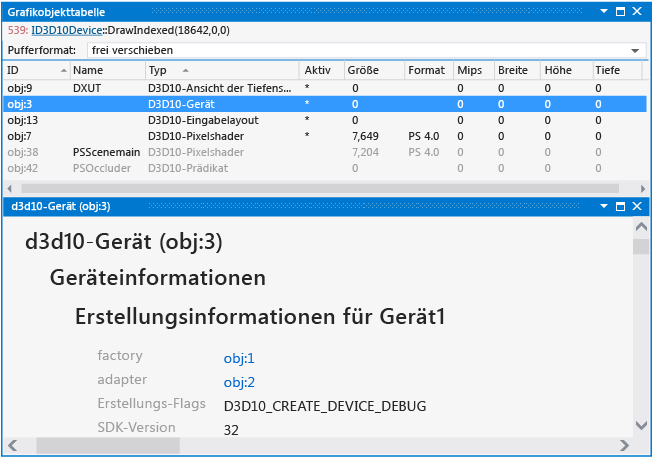 Grafikobjekttabelle
539: ID3D10Device::DrawIndexed(18642,0,0)
Pufferformat: frei verschieben
ID Name Typ Aktiv Größe Format Mips Breite Höhe Tiefe
obj:9 DXUT D3D10-Ansicht der Tiefens... * 0 0 0 0 0
obj:3 D3D10-Gerät * 0 0 0 0 0
obj:13 D3D10-Eingabelayout * 0 0 0 0 0
obj:7 D3D10-Pixelshader * 7,649 PS 4.0 0 0 0 0
obj:38 PSScenemain D3D10-Pixelshader 7,204 PS 4.0 0 0 0 0
obj:42 PSOccluder D3D10-Prädikat 0 0 0 0 0
d3d10-Gerät (obj:3)
d3d10-Gerät (obj:3)
Geräteinformationen
Erstellungsinformationen für Gerät1
factory obj:1
adapter obj:2
Erstellungs-Flags D3D10_CREATE_DEVICE_DEBUG
SDK-Version 32